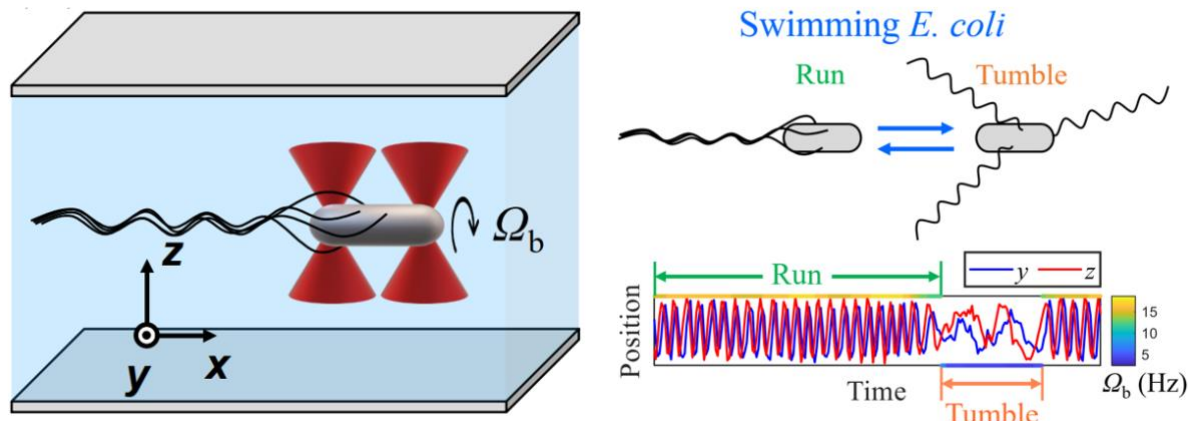 z
y
x
Ωb
Swimming E. coli
Run
Tumble
Run
y
z
Position
Time
Tumble
15
10
5
Ωb (Hz)